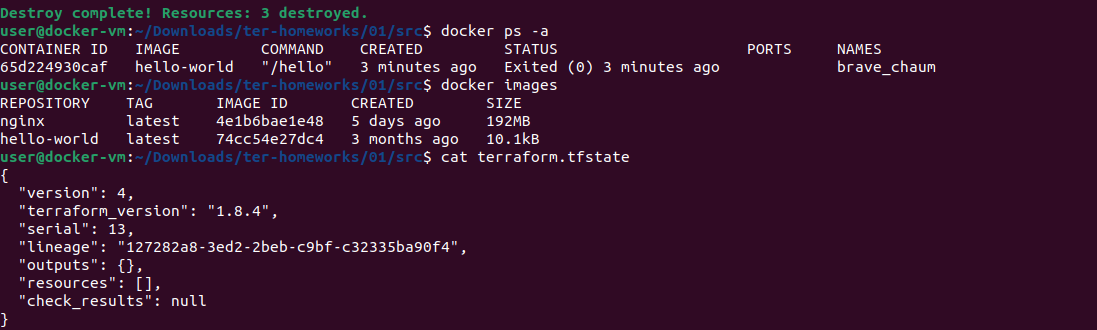 Destroy complete! Resources: 3 destroyed.
user@docker-vm:~/Downloads/ter-homeworks/01/src$ docker ps -a
CONTAINER ID   IMAGE         COMMAND    CREATED         STATUS                     PORTS     NAMES
65d224930caf   hello-world   "/hello"   3 minutes ago   Exited (0) 3 minutes ago             brave_chaum
user@docker-vm:~/Downloads/ter-homeworks/01/src$ docker images
REPOSITORY    TAG       IMAGE ID       CREATED        SIZE
nginx         latest    4e1b6bae1e48   5 days ago     192MB
hello-world   latest    74cc54e27dc4   3 months ago   10.1kB
user@docker-vm:~/Downloads/ter-homeworks/01/src$ cat terraform.tfstate
{
  "version": 4,
  "terraform_version": "1.8.4",
  "serial": 13,
  "lineage": "127282a8-3ed2-2beb-c9bf-c32335ba90f4",
  "outputs": {},
  "resources": [],
  "check_results": null
}